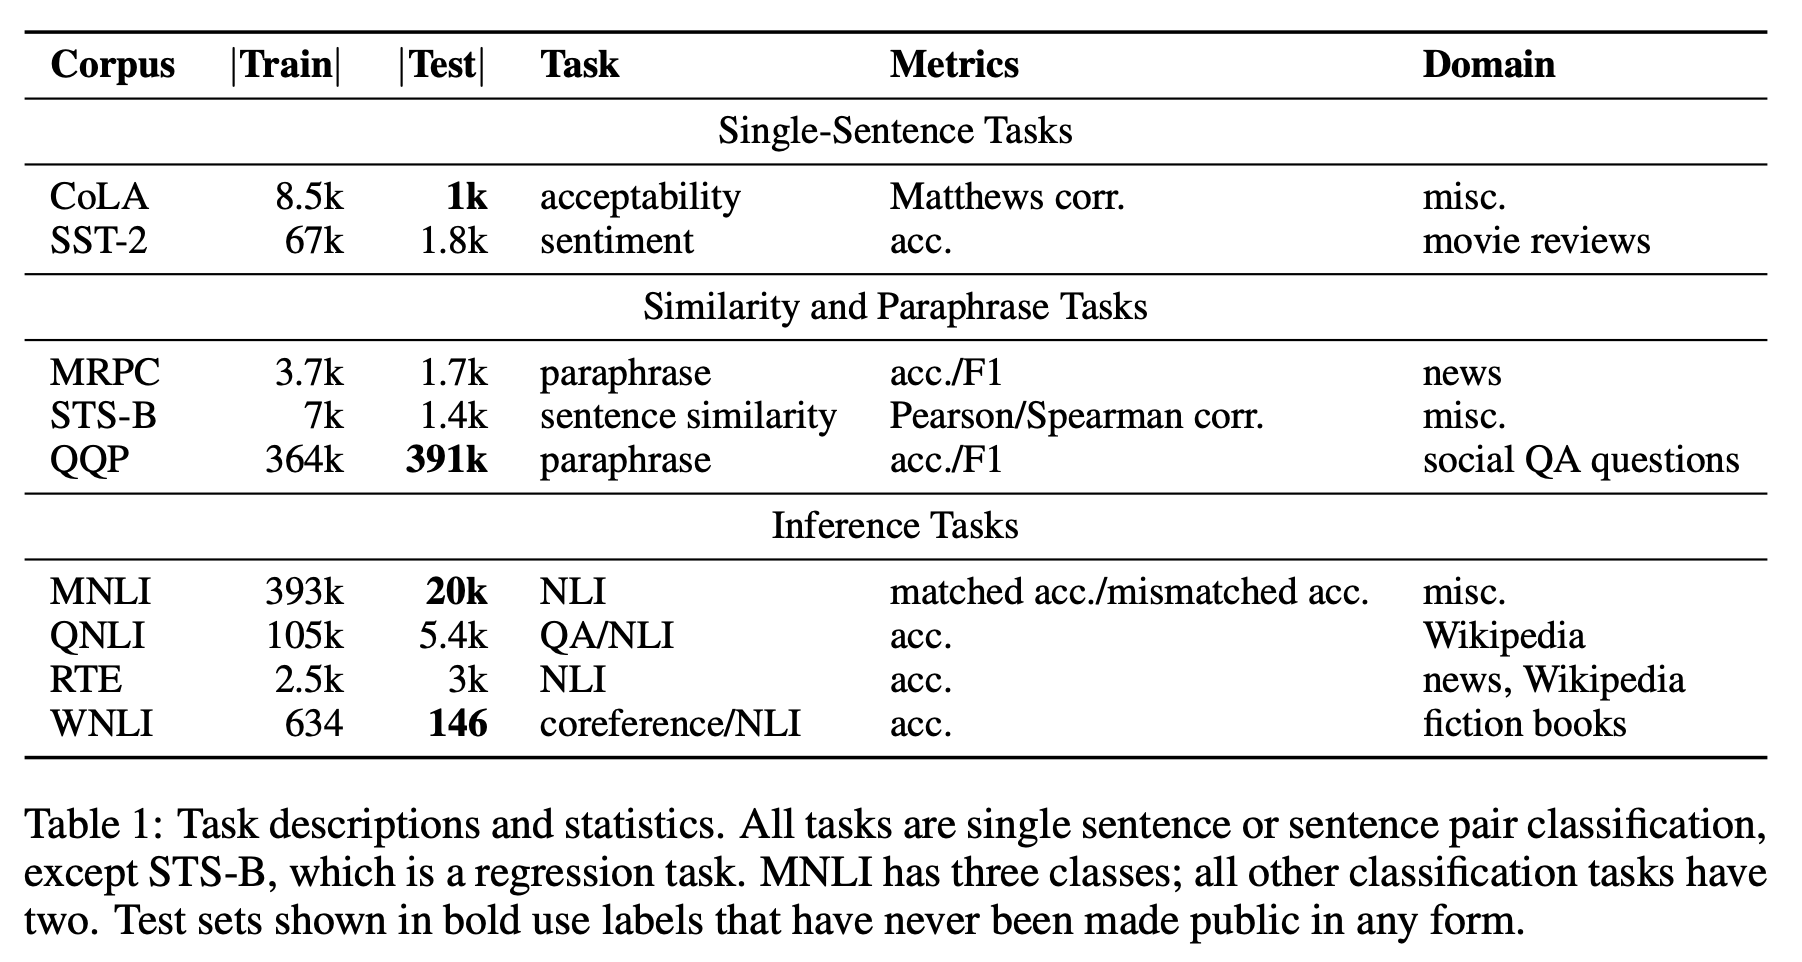 Corpus |Train| |Test| Task Metrics Domain
Single-Sentence Tasks
CoLA 8.5k 1k acceptability Matthews corr. misc.
SST-2 67k 1.8k sentiment acc. movie reviews
Similarity and Paraphrase Tasks
MRPC 3.7k 1.7k paraphrase acc./F1 news
STS-B 7k 1.4k sentence similarity Pearson/Spearman corr. misc.
QQP 364k 391k paraphrase acc./F1 social QA questions
Inference Tasks
MNLI 393k 20k NLI matched acc./mismatched acc. misc.
QNLI 105k 5.4k QA/NLI acc. Wikipedia
RTE 2.5k 3k NLI acc. news, Wikipedia
WNLI 634 146 coreference/NLI acc. fiction books
Table 1: Task descriptions and statistics. All tasks are single sentence or sentence pair classification,
except STS-B, which is a regression task. MNLI has three classes; all other classification tasks have
two. Test sets shown in bold use labels that have never been made public in any form.